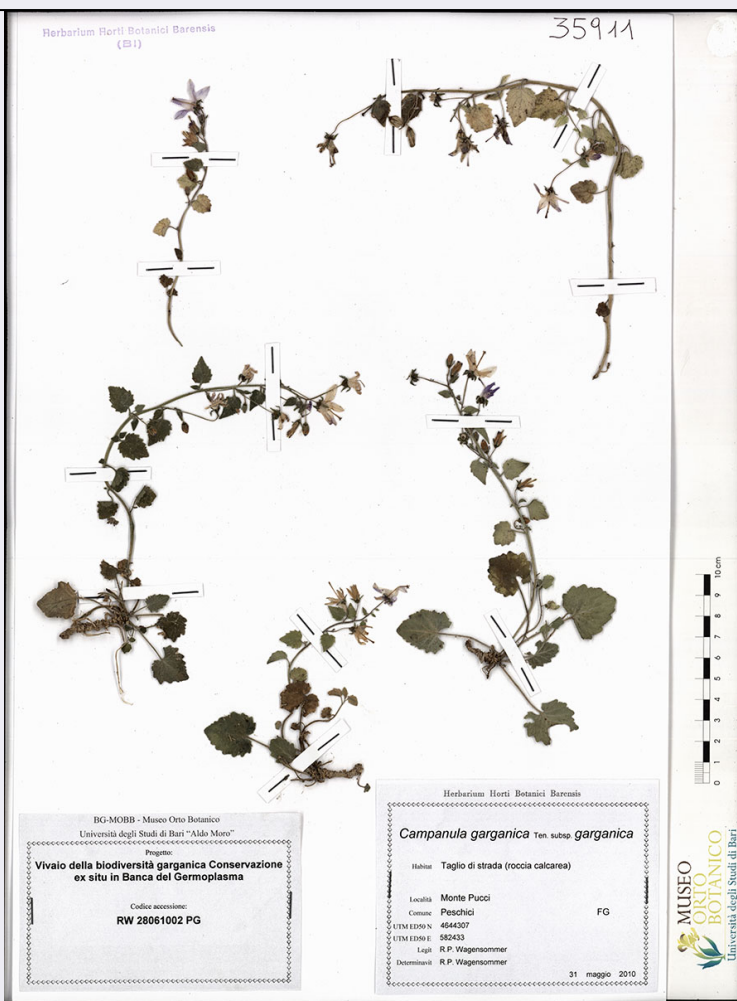 Herbarium Horti Botanici Barensis
(BI)
35911
10 cm
9
8
7
6
5
4
3
2
1
0
BG-MOBB - Museo Orto Botanico
Università degli Studi di Bari "Aldo Moro"
Progetto:
Vivaio della biodiversità garganica Conservazione
ex situ in Banca del Germoplasma
Codice accessione:
RW 28061002 PG
Herbarium Horti Botanici Barensis
Campanula garganica Ten. subsp. garganica
Habitat Taglio di strada (roccia calcarea)
Località Monte Pucci
Comune Peschici FG
UTM ED50 N 4644307
UTM ED50 E 582433
Legit R.P. Wagensommer
Determinavit R.P. Wagensommer
31 maggio 2010
MUSEO
ORTO
BOTANICO
Università degli Studi di Bari